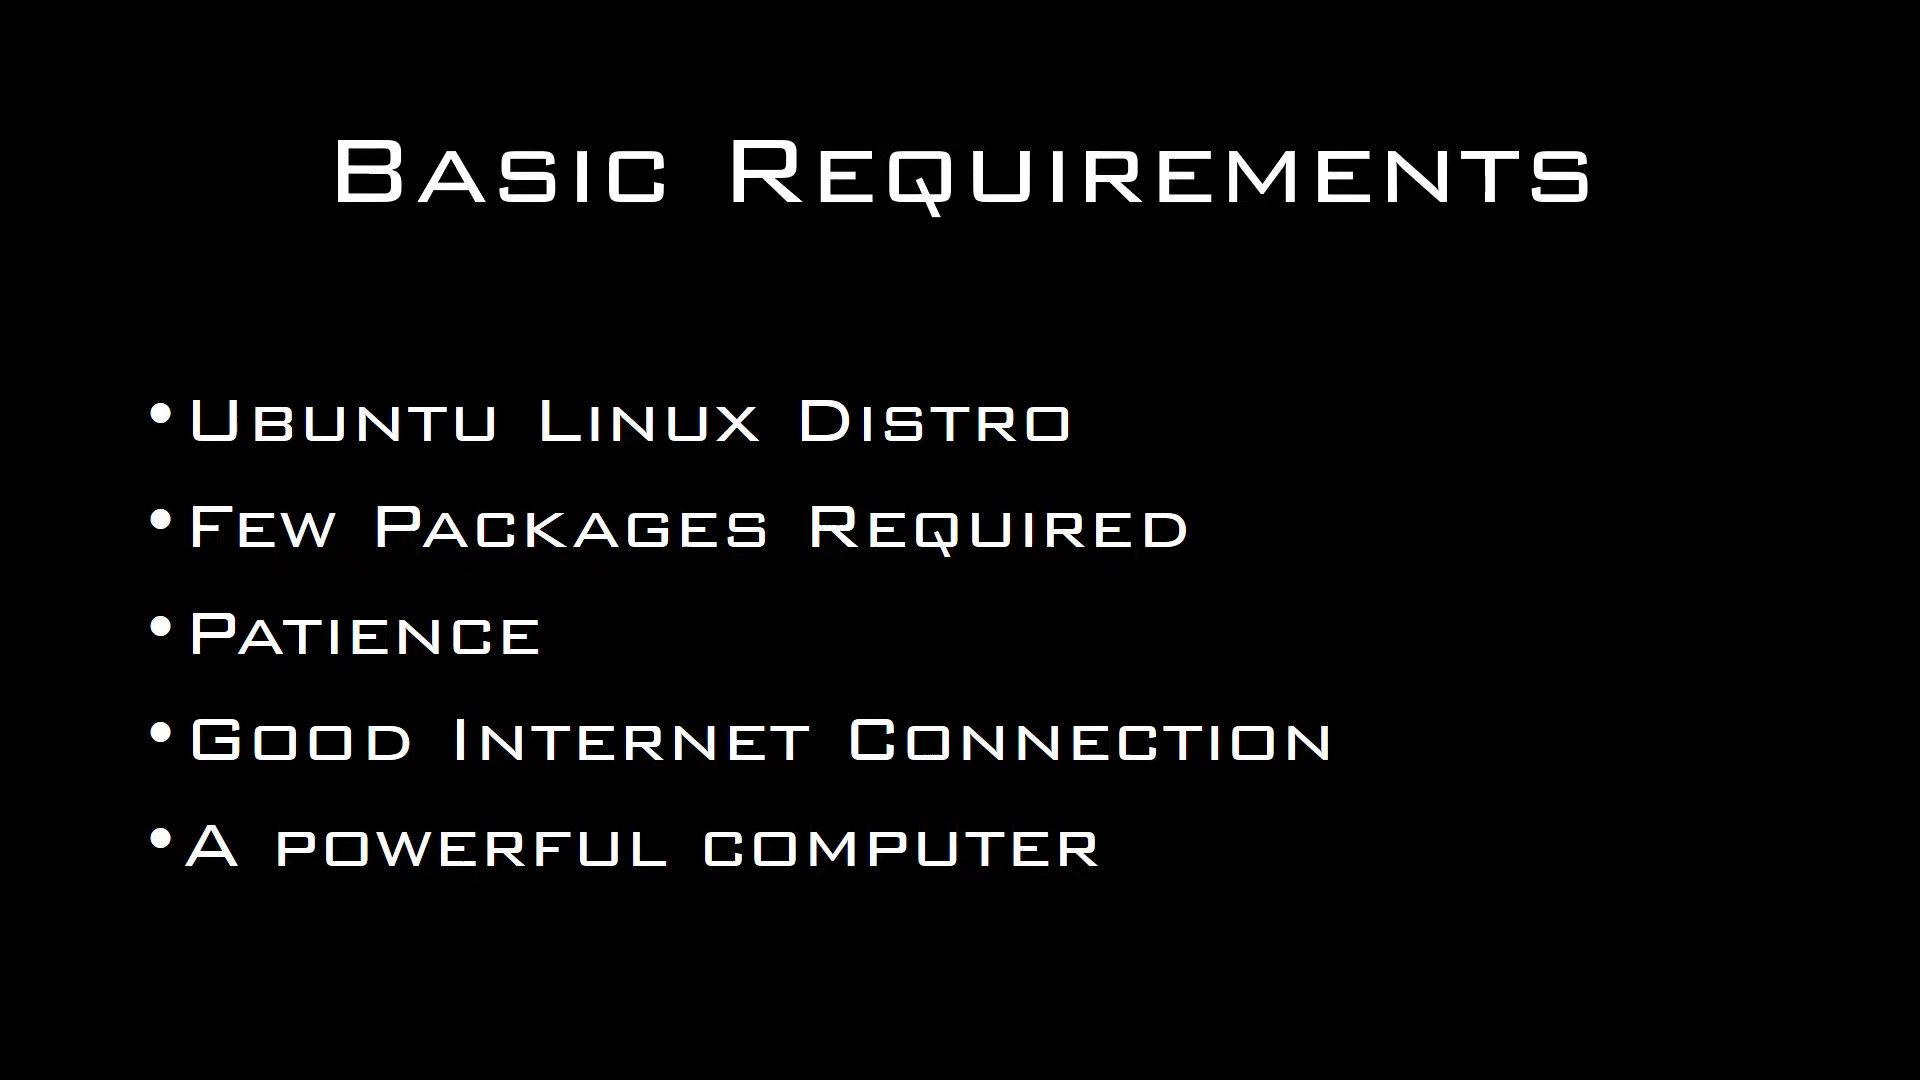 Basic Requirements
• Ubuntu Linux Distro
• Few Packages Required
• Patience
• Good Internet Connection
• A powerful computer